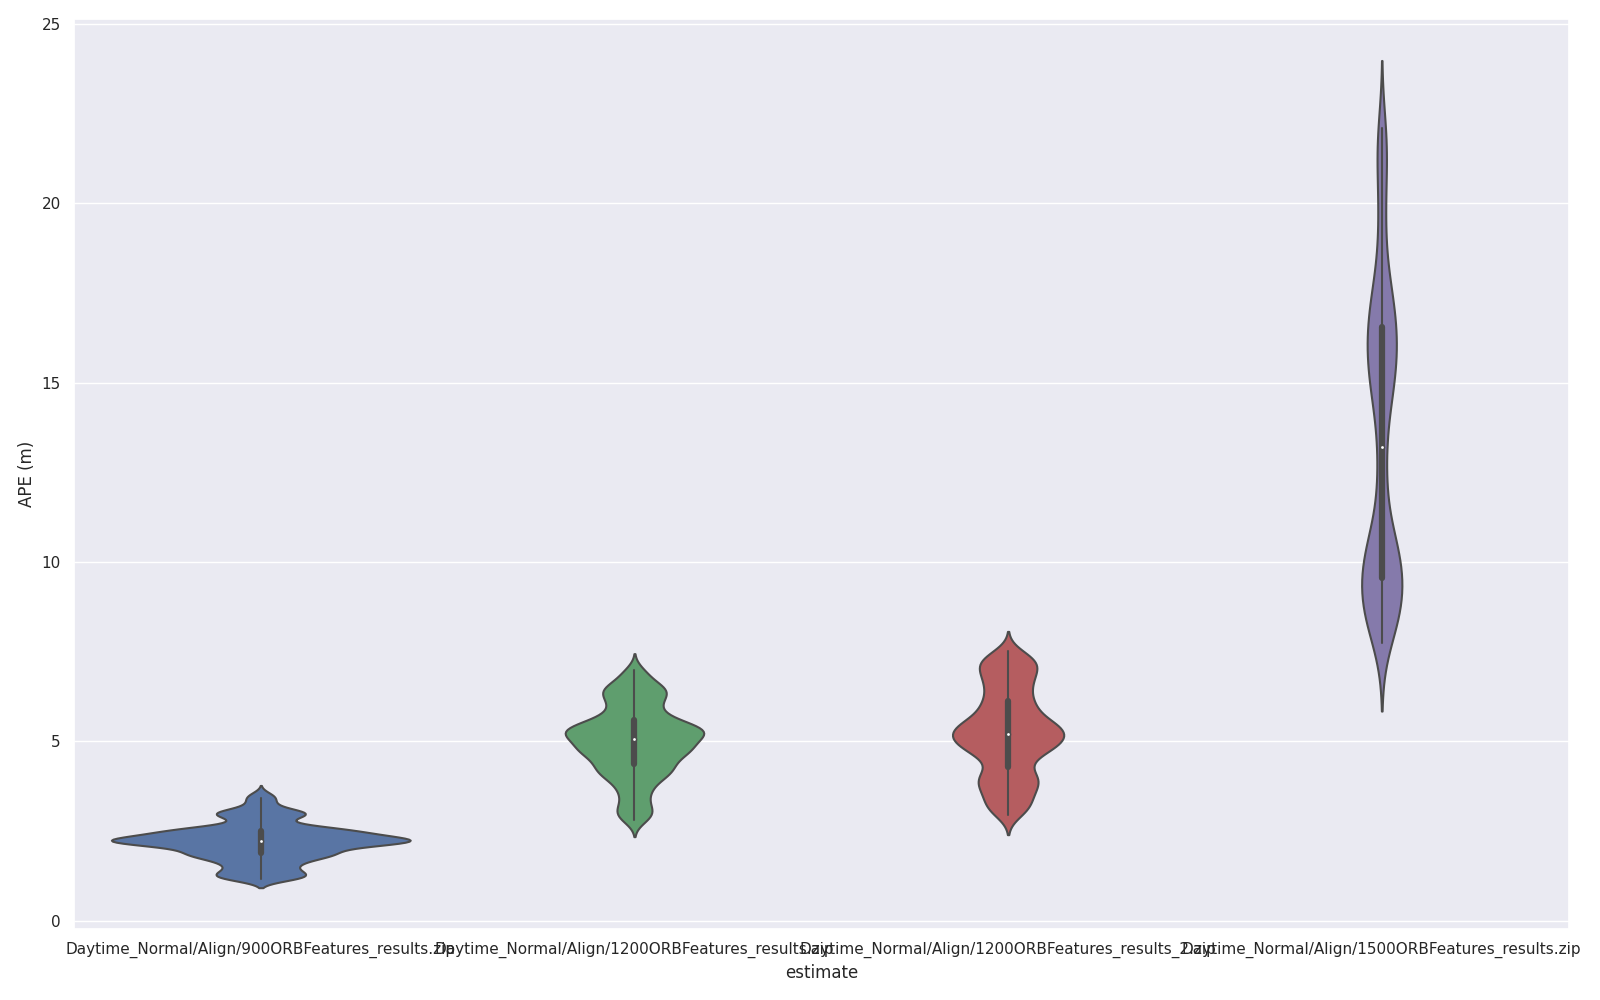 25
20
15
10
5
0
APE (m)
Daytime_Normal/Align/900ORBFeatures_results.zip
Daytime_Normal/Align/1200ORBFeatures_results.zip
Daytime_Normal/Align/1200ORBFeatures_results_2.zip
Daytime_Normal/Align/1500ORBFeatures_results.zip
estimate